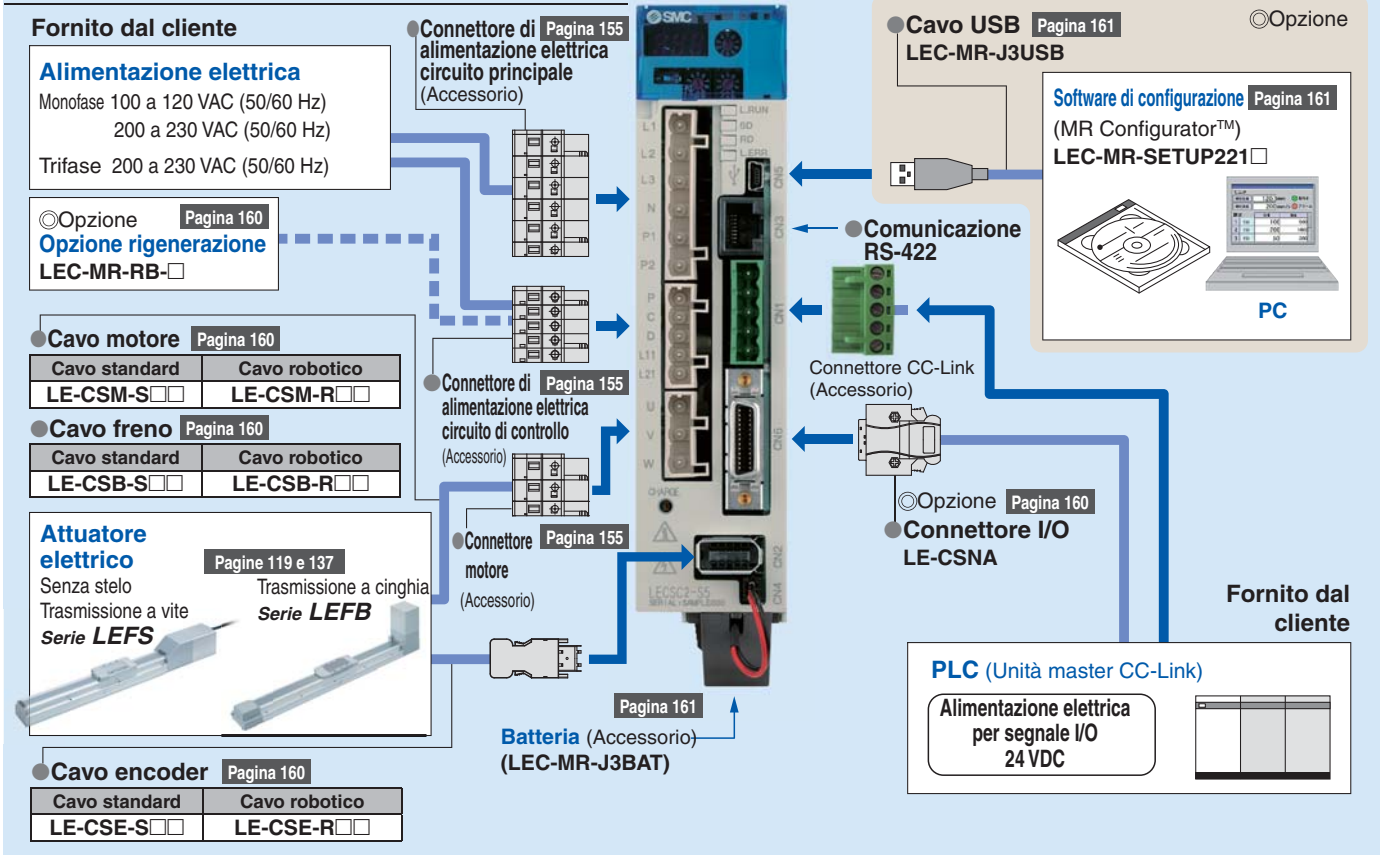 Fornito dal cliente
Alimentazione elettrica
Monofase 100 a 120 VAC (50/60 Hz)
200 a 230 VAC (50/60 Hz)
Trifase 200 a 230 VAC (50/60 Hz)
◎Opzione Pagina 160
Opzione rigenerazione
LEC-MR-RB-□
●Cavo motore Pagina 160
Cavo standard Cavo robotico
LE-CSM-S□□ LE-CSM-R□□
●Cavo freno Pagina 160
Cavo standard Cavo robotico
LE-CSB-S□□ LE-CSB-R□□
Attuatore
elettrico
Pagine 119 e 137
Senza stelo
Trasmissione a vite
Serie LEFS
Trasmissione a cinghia
Serie LEFB
●Cavo encoder Pagina 160
Cavo standard Cavo robotico
LE-CSE-S□□ LE-CSE-R□□
●Connettore di Pagina 155
alimentazione elettrica
circuito principale
(Accessorio)
●Connettore di Pagina 155
alimentazione elettrica
circuito di controllo
(Accessorio)
●Connettore Pagina 155
motore
(Accessorio)
Pagina 161
Batteria (Accessorio)
(LEC-MR-J3BAT)
SMC
L.RUN
SD
RD
L.ERR
L1
L2
L3
N
P1
P2
P
C
D
L11
L21
U
V
W
CHARGE
CN5
CN3
CN1
CN6
CN2
CN4
LECSC2-S5
●Cavo USB Pagina 161
LEC-MR-J3USB
◎Opzione
Software di configurazione Pagina 161
(MR Configurator™)
LEC-MR-SETUP221□
PC
●Comunicazione
RS-422
Connettore CC-Link
(Accessorio)
◎Opzione Pagina 160
●Connettore I/O
LE-CSNA
Fornito dal
cliente
PLC (Unità master CC-Link)
Alimentazione elettrica
per segnale I/O
24 VDC